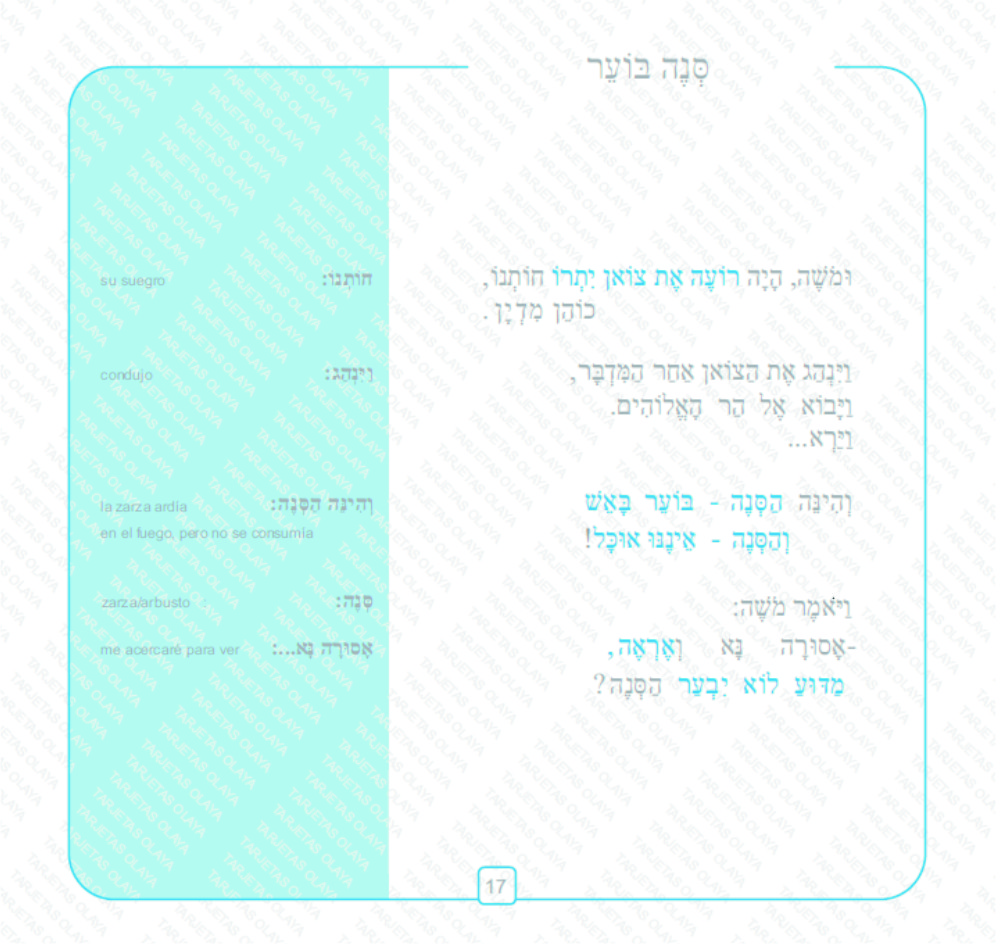 סְנֶה בּוֹעֵר
וּמֹשֶׁה, הָיָה רוֹעֶה אֶת צוֹאן יִתְרוֹ חוֹתְנוֹ,
כּוֹהֵן מִדְיָן.
וַיִּנְהַג אֶת הַצּוֹאן אַחַר הַמִּדְבָּר,
וַיָּבוֹא אֶל הַר הָאֱלוֹהִים.
וַיַּרְא...
וְהִינֵּה הַסְּנֶה - בּוֹעֵר בָּאֵשׁ
וְהַסְּנֶה - אֵינֶנּוּ אוּכָּל!
וַיֹּאמֶר מֹשֶׁה:
-אָסוּרָה נָּא וְאֶרְאֶה,
מַדּוּעַ לוֹא יִבְעַר הַסְּנֶה?
חוֹתְנוֹ: su suegro
וַיִּנְהַג: condujo
וְהִינֵּה הַסְּנֶה: la zarza ardía
en el fuego, pero no se consumía
סְּנֶה: zarza/arbusto
אָסוּרָה נָּא...: me acercaré para ver
17
TARJETAS OLAYA